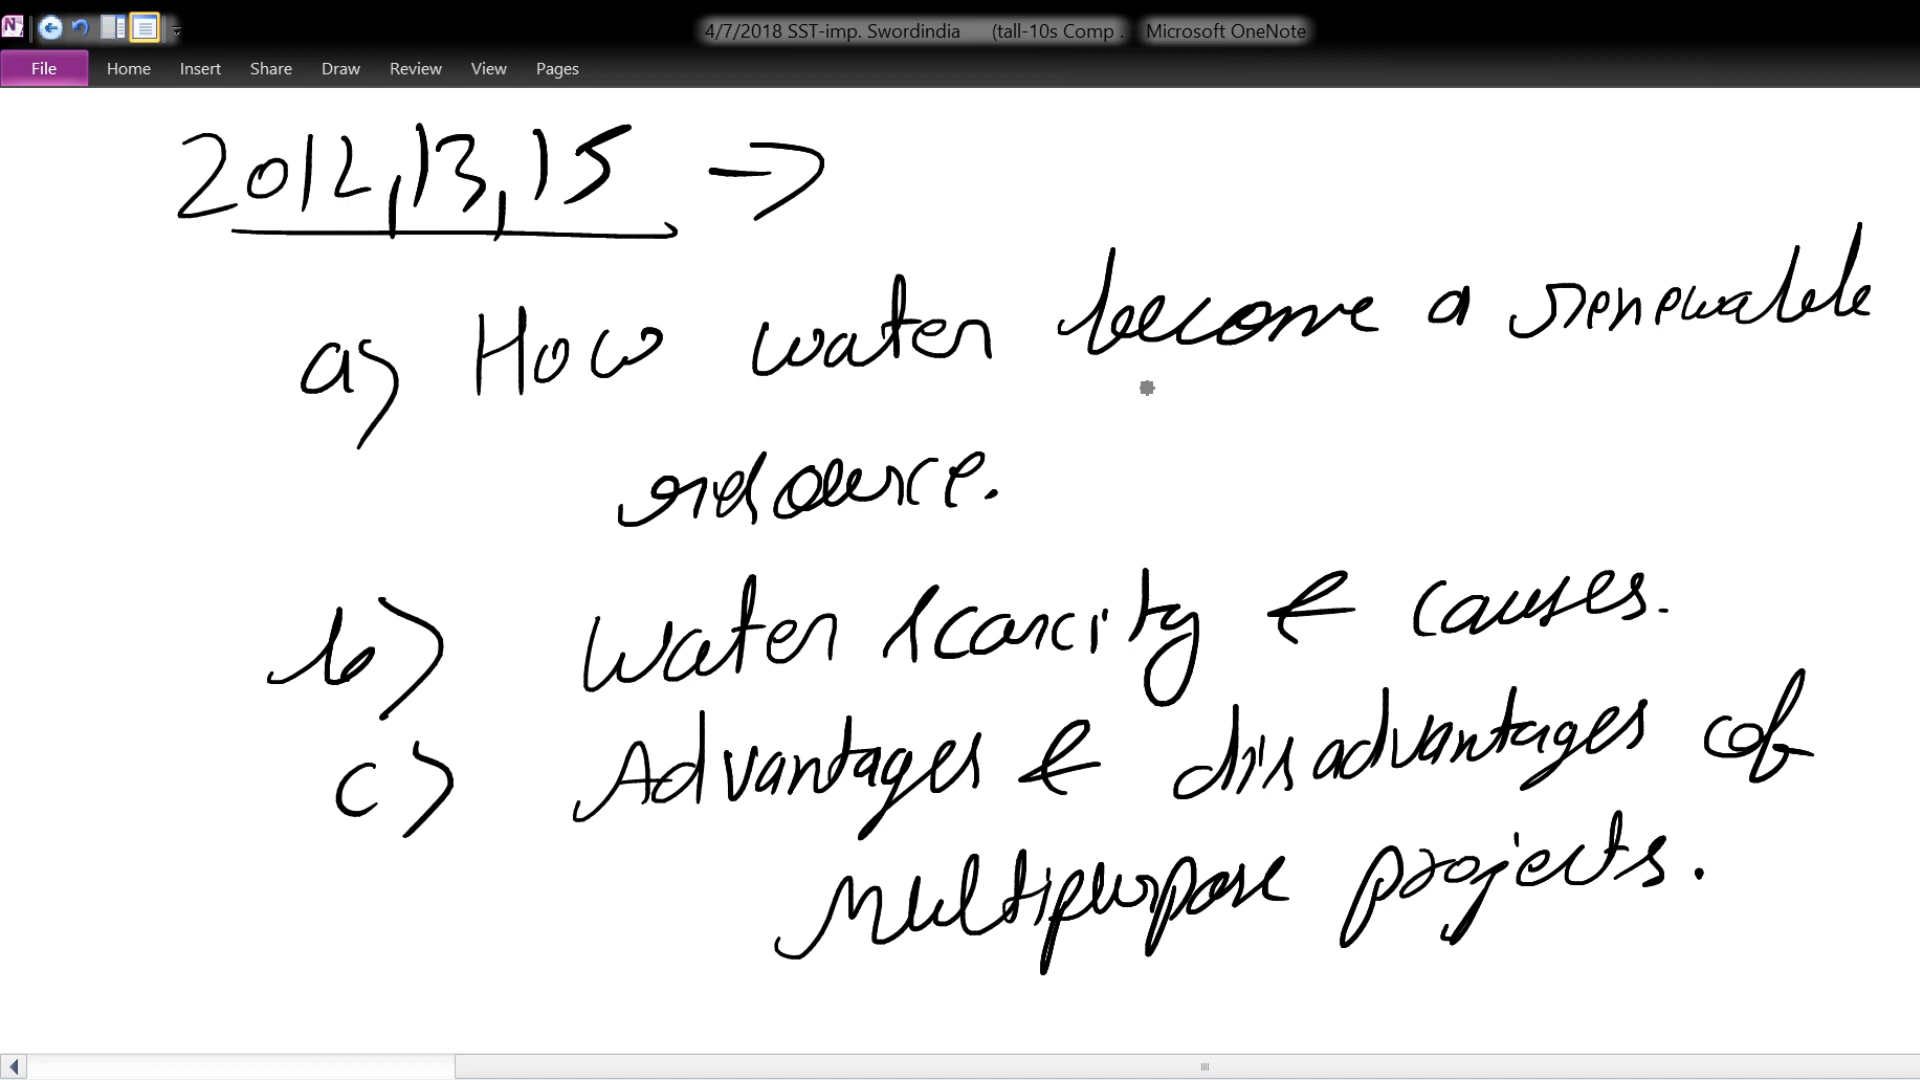 4/7/2018 SST-imp. Swordindia (tall-10s Comp . Microsoft OneNote
File Home Insert Share Draw Review View Pages
2012,13,15 →
a) How water become a renewable
resource.
b) Water scarcity & causes.
c) Advantages & disadvantages of
Multipurpose projects.